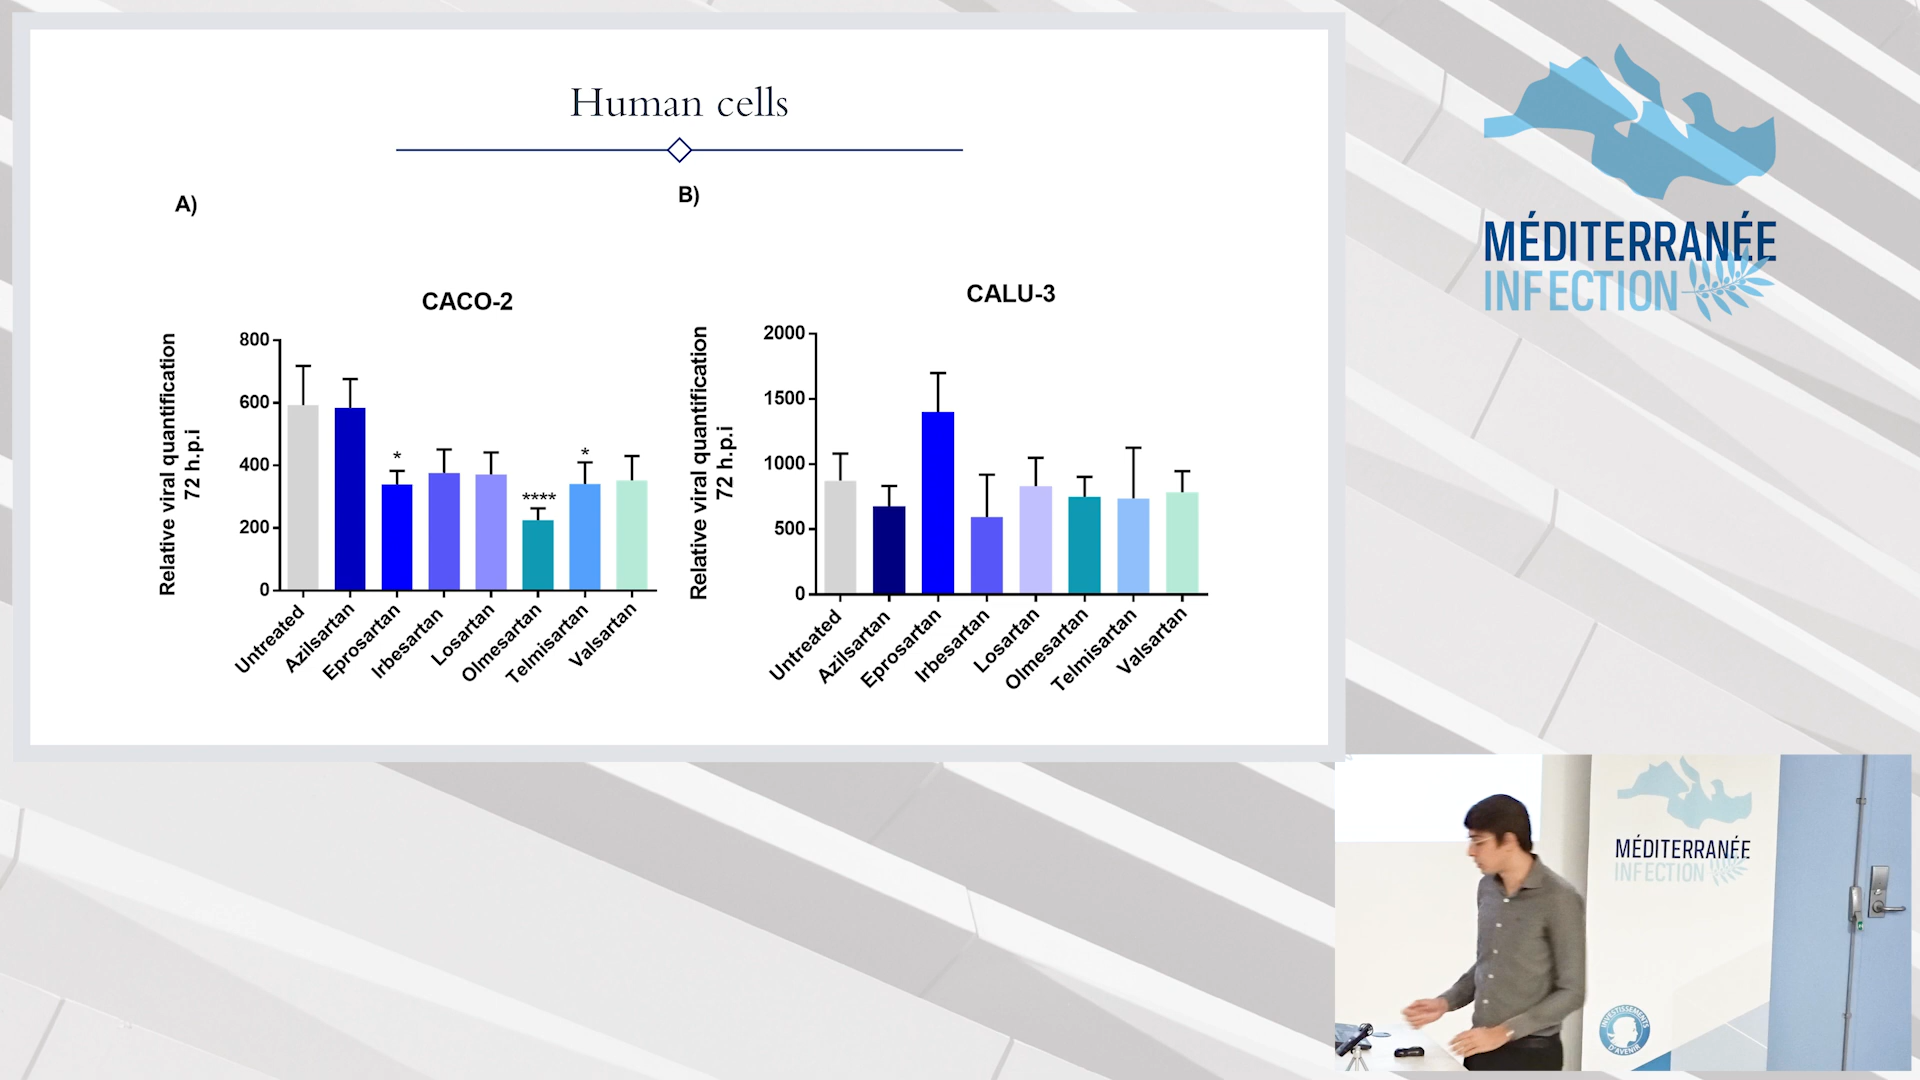 Human cells
A)
B)
CACO-2
Relative viral quantification
72 h.p.i
800
600
400
200
0
*
****
*
Untreated
Azilsartan
Eprosartan
Irbesartan
Losartan
Olmesartan
Telmisartan
Valsartan
CALU-3
Relative viral quantification
72 h.p.i
2000
1500
1000
500
0
Untreated
Azilsartan
Eprosartan
Irbesartan
Losartan
Olmesartan
Telmisartan
Valsartan
MÉDITERRANÉE
INFECTION
MÉDITERRANÉE
INFECTION
INVESTISSEMENTS
D'AVENIR